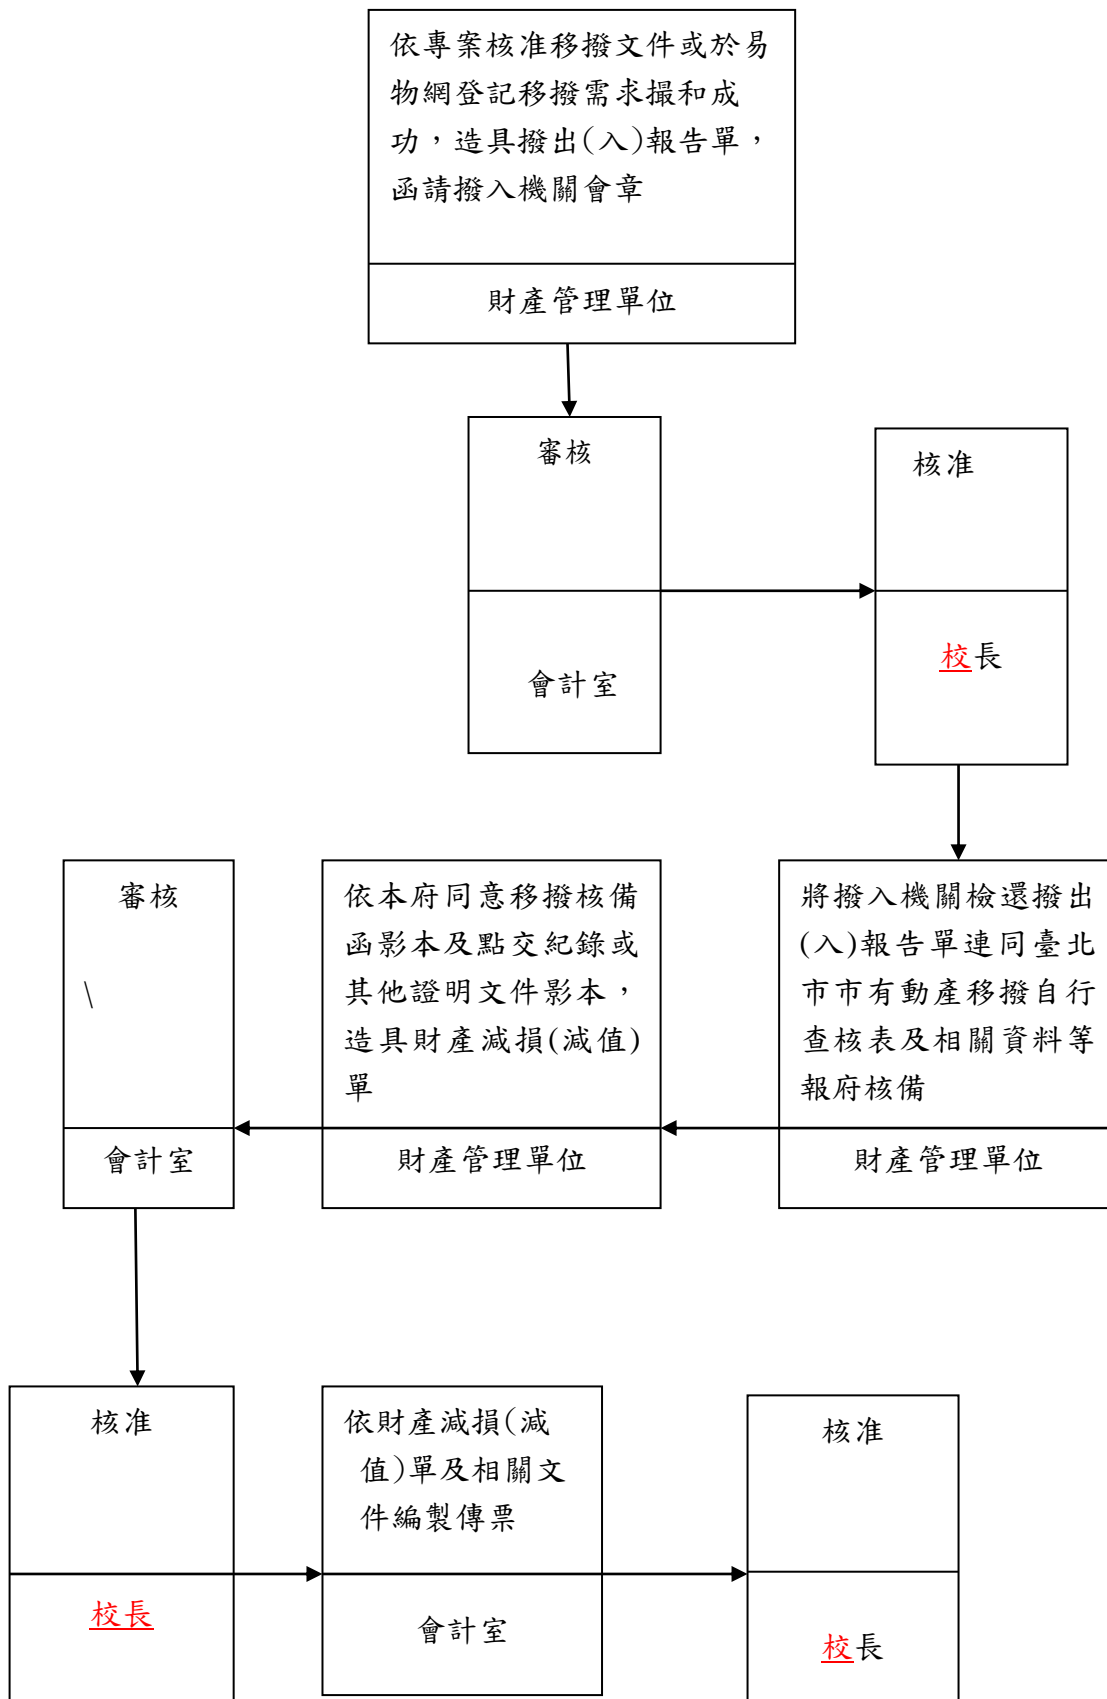 依專案核准移撥文件或於易
物網登記移撥需求撮和成
功，造具撥出(入)報告單，
函請撥入機關會章
財產管理單位
審核
會計室
核准
校長
將撥入機關檢還撥出
(入)報告單連同臺北
市市有動產移撥自行
查核表及相關資料等
報府核備
財產管理單位
依本府同意移撥核備
函影本及點交紀錄或
其他證明文件影本，
造具財產減損(減值)
單
財產管理單位
審核
\
會計室
核准
校長
依財產減損(減
值)單及相關文
件編製傳票
會計室
核准
校長